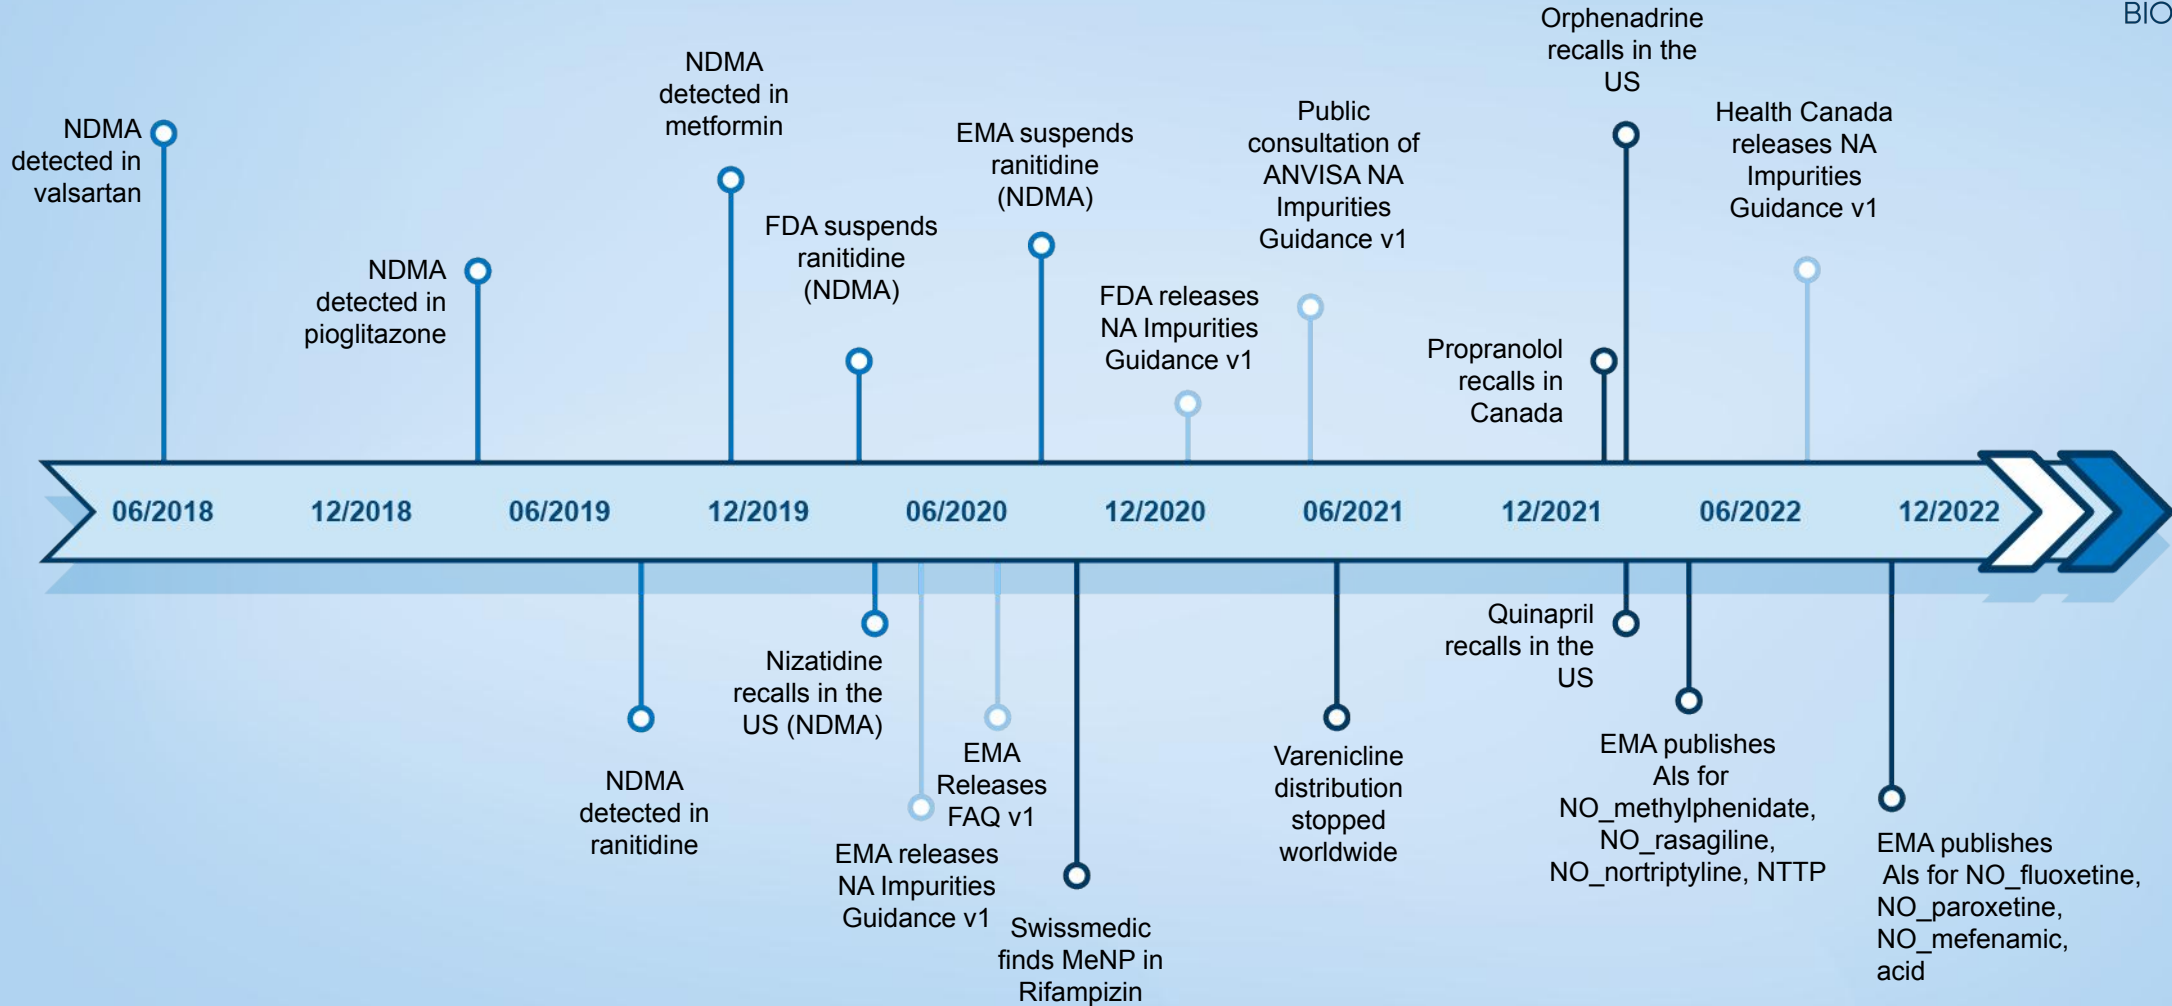 BIO
Orphenadrine
recalls in the
US
NDMA
detected in
metformin
NDMA
detected in
valsartan
EMA suspends
ranitidine
(NDMA)
Public
consultation of
ANVISA NA
Impurities
Guidance v1
Health Canada
releases NA
Impurities
Guidance v1
FDA suspends
ranitidine
(NDMA)
NDMA
detected in
pioglitazone
FDA releases
NA Impurities
Guidance v1
Propranolol
recalls in
Canada
06/2018
12/2018
06/2019
12/2019
06/2020
12/2020
06/2021
12/2021
06/2022
12/2022
Quinapril
recalls in the
US
Nizatidine
recalls in the
US (NDMA)
NDMA
detected in
ranitidine
EMA
Releases
FAQ v1
EMA releases
NA Impurities
Guidance v1
Swissmedic
finds MeNP in
Rifampizin
Varenicline
distribution
stopped
worldwide
EMA publishes
AIs for
NO_methylphenidate,
NO_rasagiline,
NO_nortriptyline, NTTP
EMA publishes
AIs for NO_fluoxetine,
NO_paroxetine,
NO_mefenamic,
acid